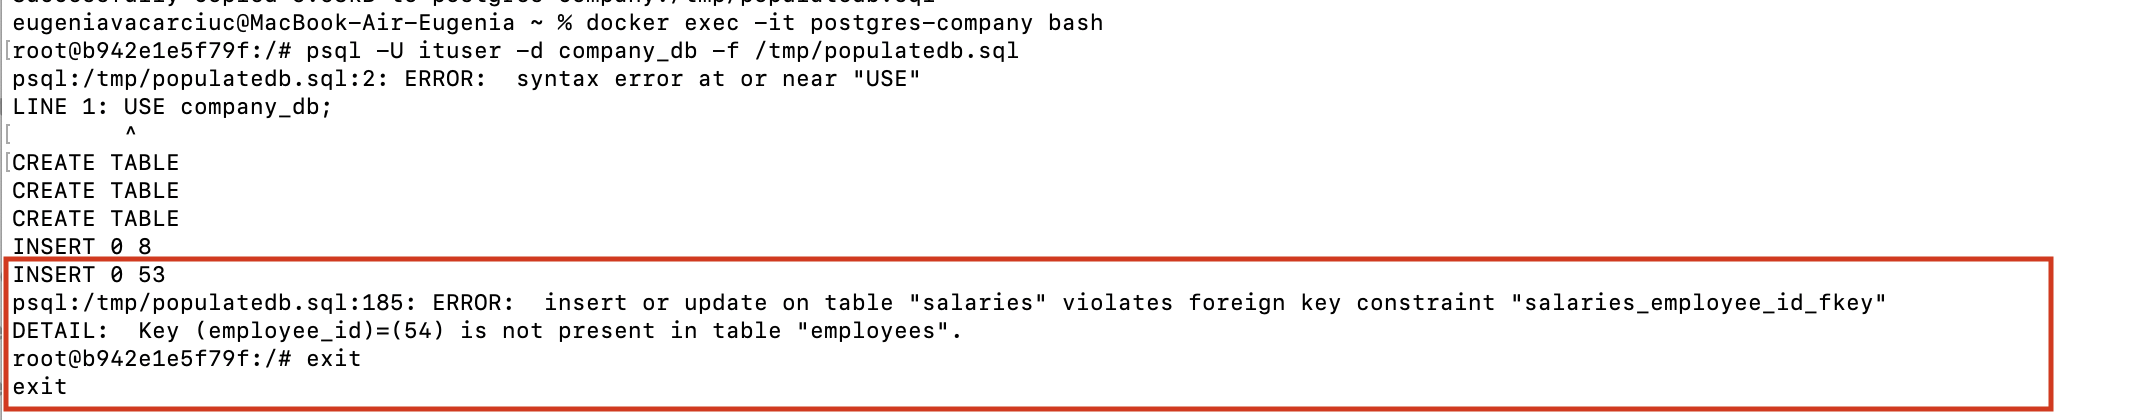 eugeniavacarciuc@MacBook-Air-Eugenia ~ % docker exec -it postgres-company bash
[root@b942e1e5f79f:/# psql -U ituser -d company_db -f /tmp/populatedb.sql
psql:/tmp/populatedb.sql:2: ERROR:  syntax error at or near "USE"
LINE 1: USE company_db;
[        ^
[CREATE TABLE
CREATE TABLE
CREATE TABLE
INSERT 0 8
INSERT 0 53
psql:/tmp/populatedb.sql:185: ERROR:  insert or update on table "salaries" violates foreign key constraint "salaries_employee_id_fkey"
DETAIL:  Key (employee_id)=(54) is not present in table "employees".
root@b942e1e5f79f:/# exit
exit